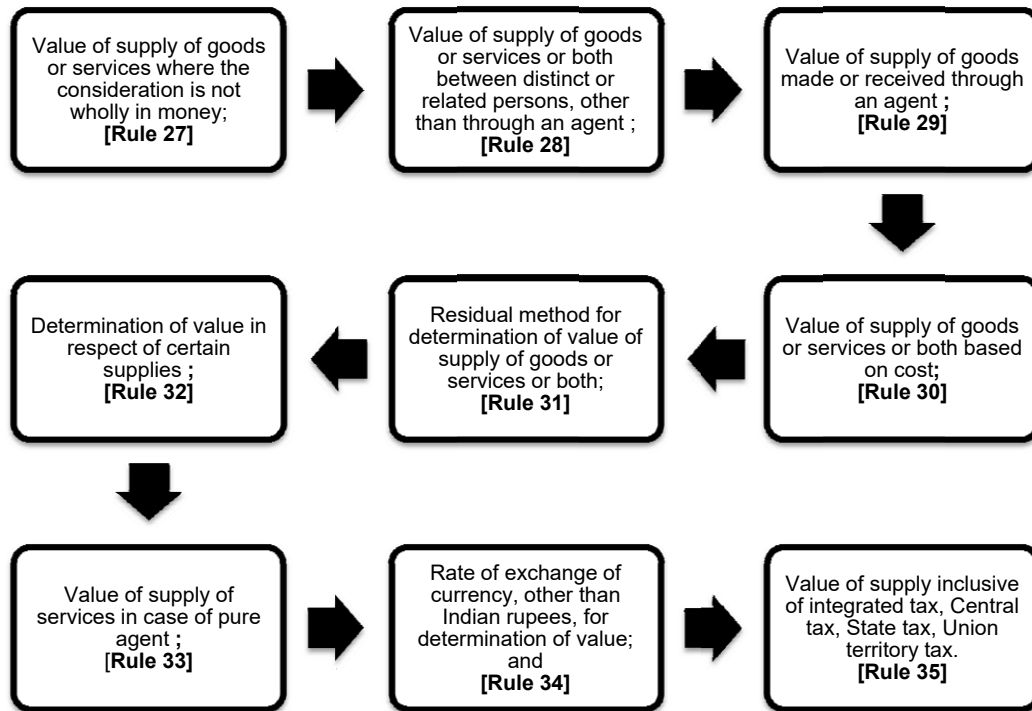 Value of supply of goods
or services where the
consideration is not
wholly in money;
[Rule 27]
Value of supply of goods
or services or both
between distinct or
related persons, other
than through an agent ;
[Rule 28]
Value of supply of goods
made or received through
an agent ;
[Rule 29]
Value of supply of goods
or services or both based
on cost;
[Rule 30]
Residual method for
determination of value of
supply of goods or
services or both;
[Rule 31]
Determination of value in
respect of certain
supplies ;
[Rule 32]
Value of supply of
services in case of pure
agent ;
[Rule 33]
Rate of exchange of
currency, other than
Indian rupees, for
determination of value;
and
[Rule 34]
Value of supply inclusive
of integrated tax, Central
tax, State tax, Union
territory tax.
[Rule 35]